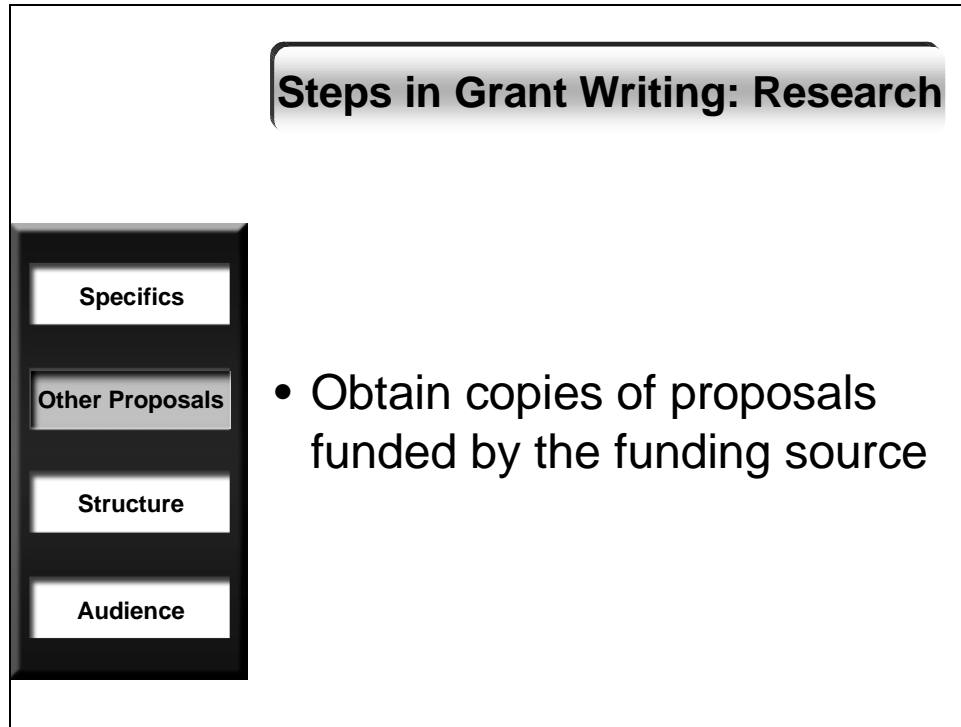 Steps in Grant Writing: Research
Specifics
Other Proposals
Structure
Audience
• Obtain copies of proposals
funded by the funding source